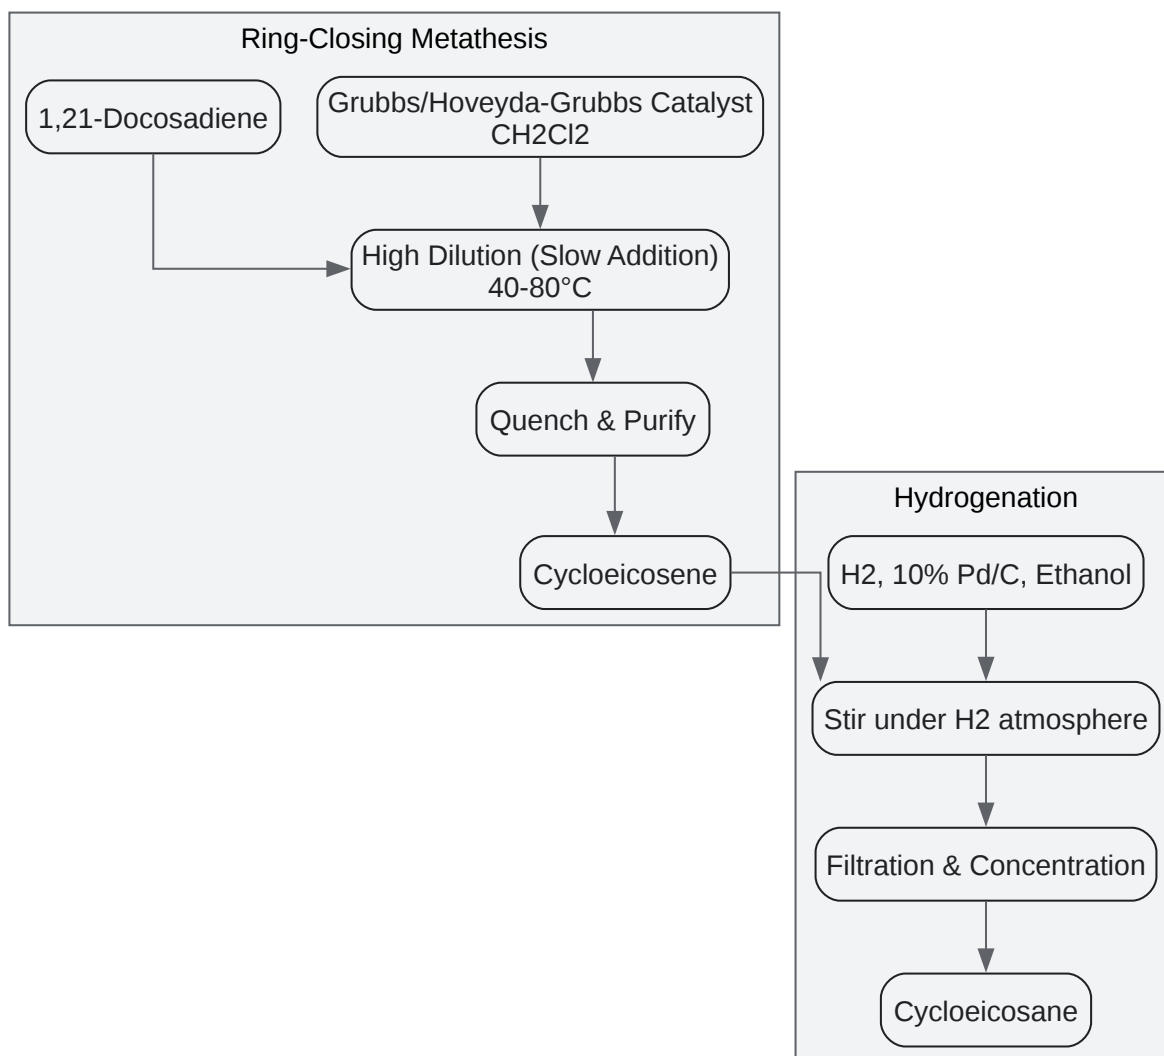 Ring-Closing Metathesis
1,21-Docosadiene
Grubbs/Hoveyda-Grubbs Catalyst
CH2Cl2
High Dilution (Slow Addition)
40-80°C
Quench & Purify
Cycloeicosene
Hydrogenation
H2, 10% Pd/C, Ethanol
Stir under H2 atmosphere
Filtration & Concentration
Cycloeicosane